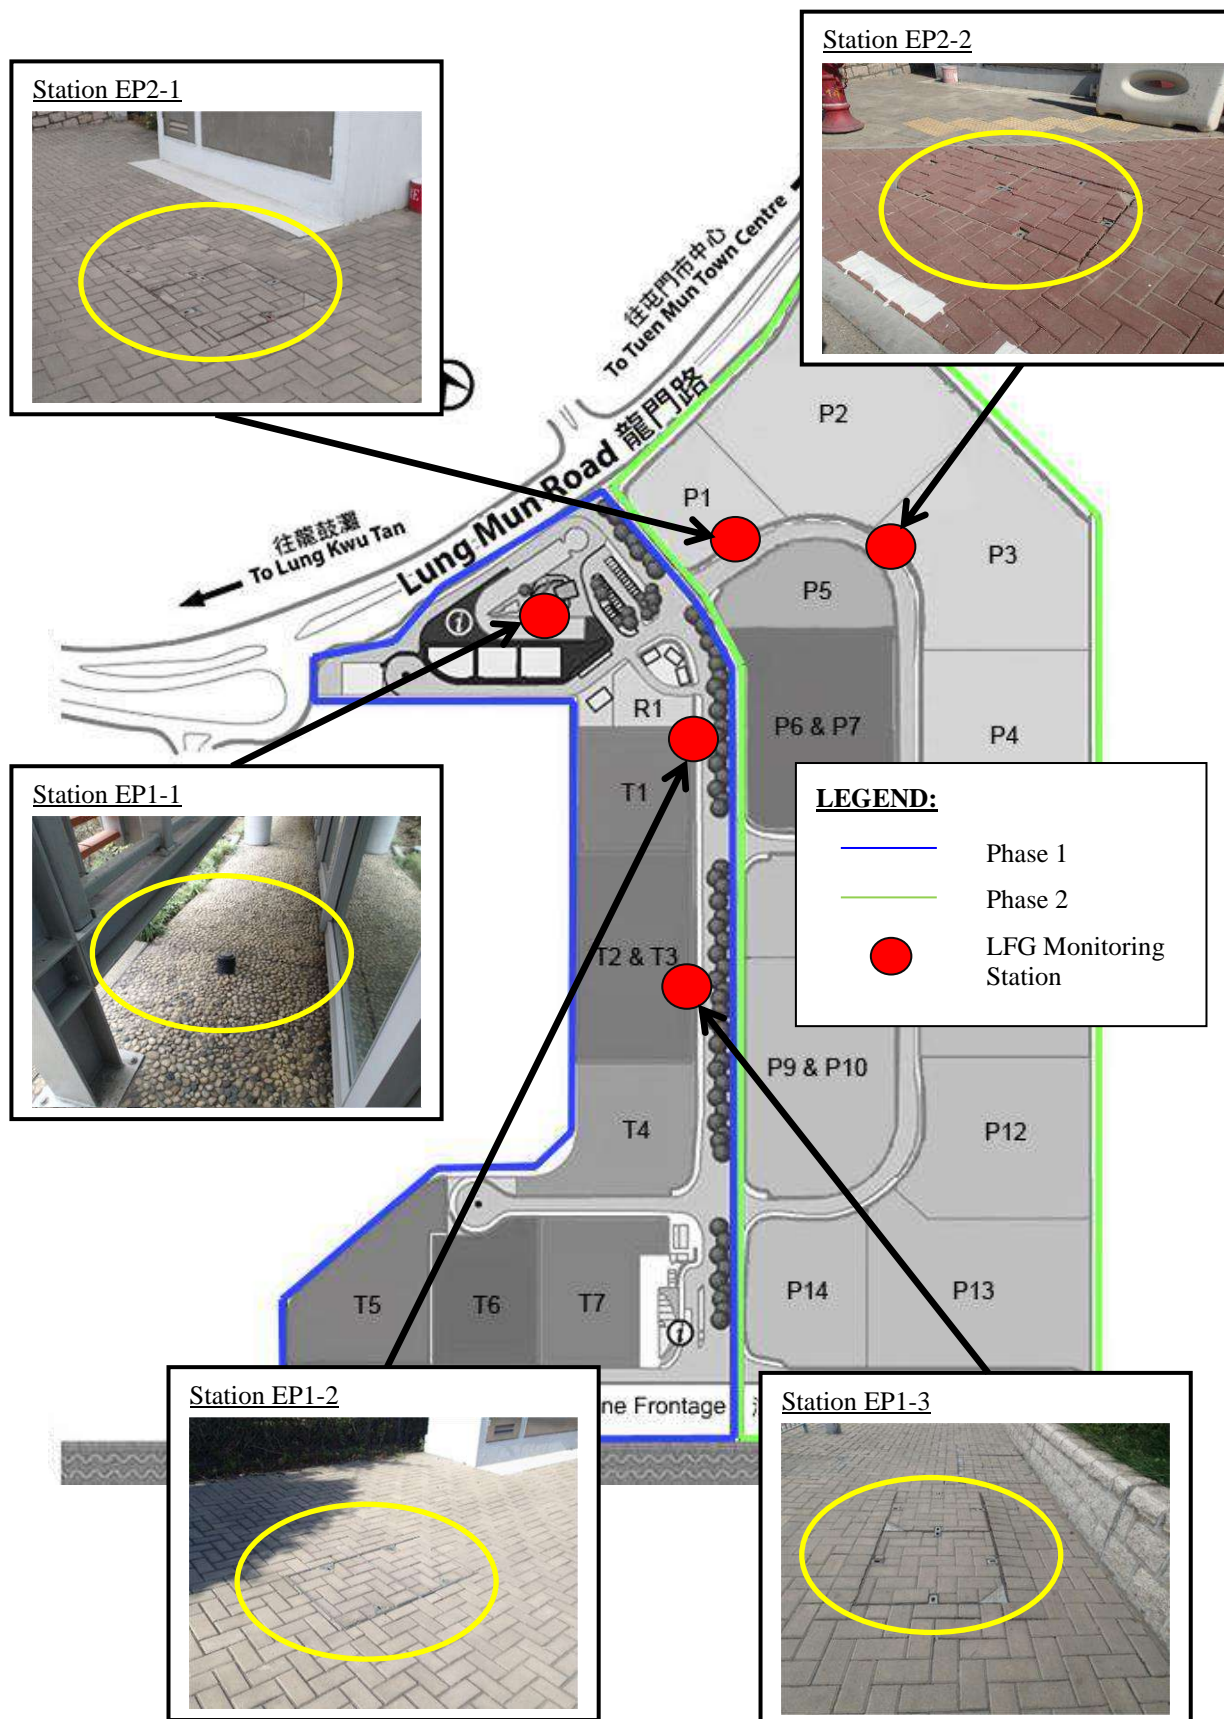 Station EP2-1
Station EP2-2
往屯門市中心
To Tuen Mun Town Centre
Lung Mun Road 龍門路
往龍鼓灘
To Lung Kwu Tan
P2
P1
P3
P5
R1
P6 & P7
P4
T1
Station EP1-1
LEGEND:
Phase 1
Phase 2
LFG Monitoring
Station
T2 & T3
P9 & P10
T4
P12
T5
T6
T7
P14
P13
Station EP1-2
ne Frontage
Station EP1-3